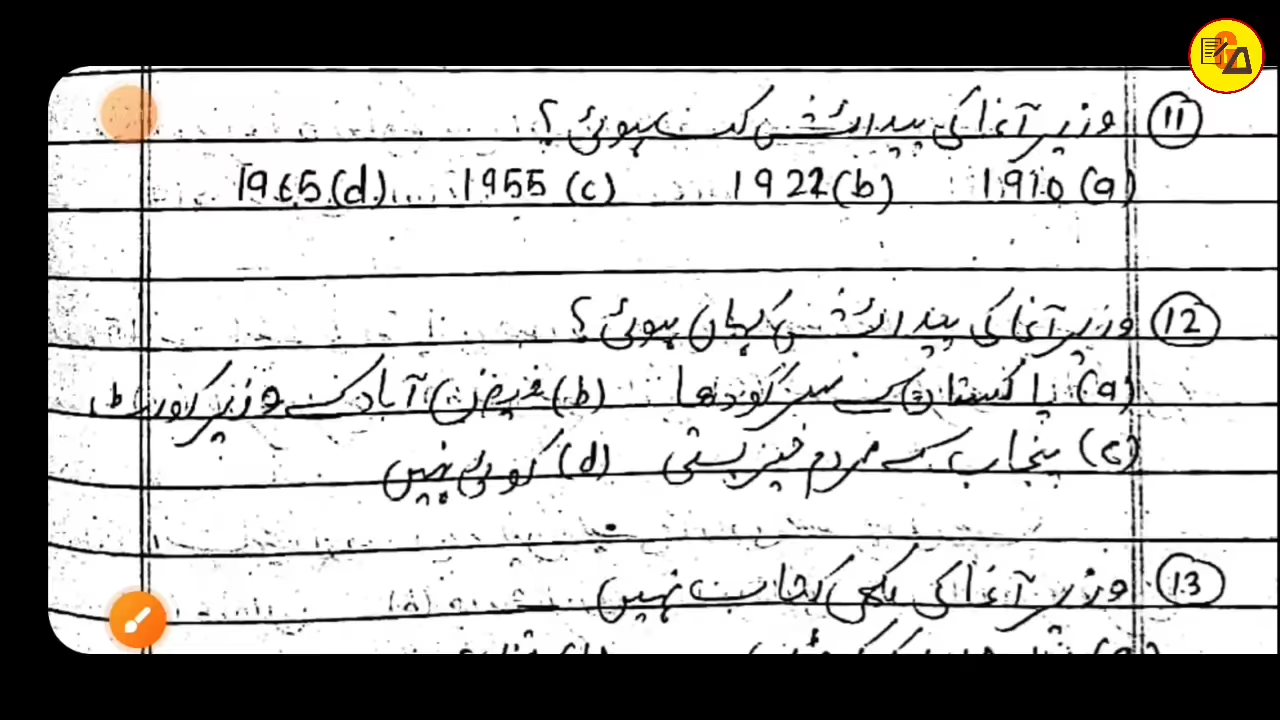 ⑪ وزیر آغا کی پیدائش کب ہوئی ؟
(a) 1910 (b) 1922 (c) 1955 (d) 1965
⑫ وزیر آغا کی پیدائش کہاں ہوئی ؟
(a) پاکستان کے سرگودھا (b) آباد کے وزیر کوٹ
(c) پنجاب کے مردم خیز بستی (d) کوئی نہیں
⑬ وزیر آغا کی لکھی کتاب نہیں